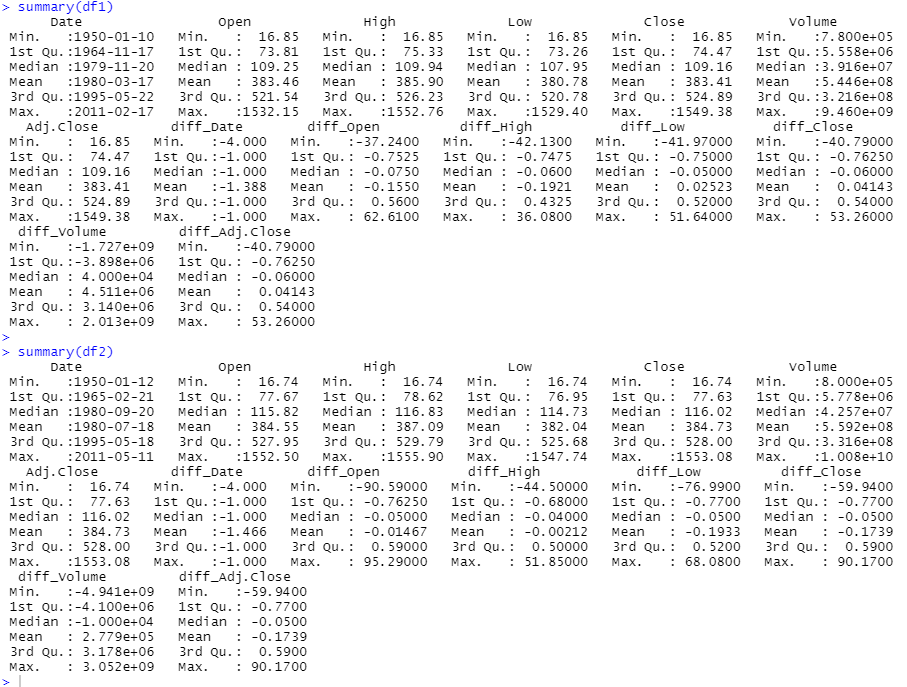 > summary(df1)
      Date                 Open              High              Low               Close             Volume
 Min.   :1950-01-10   Min.   :  16.85   Min.   :  16.85   Min.   :  16.85   Min.   :  16.85   Min.   :7.800e+05
 1st Qu.:1964-11-17   1st Qu.:  73.81   1st Qu.:  75.33   1st Qu.:  73.26   1st Qu.:  74.47   1st Qu.:5.558e+06
 Median :1979-11-20   Median : 109.25   Median : 109.94   Median : 107.95   Median : 109.16   Median :3.916e+07
 Mean   :1980-03-17   Mean   : 383.46   Mean   : 385.90   Mean   : 380.78   Mean   : 383.41   Mean   :5.446e+08
 3rd Qu.:1995-05-22   3rd Qu.: 521.54   3rd Qu.: 526.23   3rd Qu.: 520.78   3rd Qu.: 524.89   3rd Qu.:3.216e+08
 Max.   :2011-02-17   Max.   :1532.15   Max.   :1552.76   Max.   :1529.40   Max.   :1549.38   Max.   :9.460e+09
   Adj.Close         diff_Date        diff_Open          diff_High           diff_Low           diff_Close
 Min.   :  16.85   Min.   :-4.000   Min.   :-37.2400   Min.   :-42.1300   Min.   :-41.97000   Min.   :-40.79000
 1st Qu.:  74.47   1st Qu.:-1.000   1st Qu.: -0.7525   1st Qu.: -0.7475   1st Qu.: -0.75000   1st Qu.: -0.76250
 Median : 109.16   Median :-1.000   Median : -0.0750   Median : -0.0600   Median : -0.05000   Median : -0.06000
 Mean   : 383.41   Mean   :-1.388   Mean   : -0.1550   Mean   : -0.1921   Mean   :  0.02523   Mean   :  0.04143
 3rd Qu.: 524.89   3rd Qu.:-1.000   3rd Qu.:  0.5600   3rd Qu.:  0.4325   3rd Qu.:  0.52000   3rd Qu.:  0.54000
 Max.   :1549.38   Max.   :-1.000   Max.   : 62.6100   Max.   : 36.0800   Max.   : 51.64000   Max.   : 53.26000
  diff_Volume         diff_Adj.Close
 Min.   :-1.727e+09   Min.   :-40.79000
 1st Qu.:-3.898e+06   1st Qu.: -0.76250
 Median : 4.000e+04   Median : -0.06000
 Mean   : 4.511e+06   Mean   :  0.04143
 3rd Qu.: 3.140e+06   3rd Qu.:  0.54000
 Max.   : 2.013e+09   Max.   : 53.26000
>
> summary(df2)
      Date                 Open              High              Low               Close             Volume
 Min.   :1950-01-12   Min.   :  16.74   Min.   :  16.74   Min.   :  16.74   Min.   :  16.74   Min.   :8.000e+05
 1st Qu.:1965-02-21   1st Qu.:  77.67   1st Qu.:  78.62   1st Qu.:  76.95   1st Qu.:  77.63   1st Qu.:5.778e+06
 Median :1980-09-20   Median : 115.82   Median : 116.83   Median : 114.73   Median : 116.02   Median :4.257e+07
 Mean   :1980-07-18   Mean   : 384.55   Mean   : 387.09   Mean   : 382.04   Mean   : 384.73   Mean   :5.592e+08
 3rd Qu.:1995-05-18   3rd Qu.: 527.95   3rd Qu.: 529.79   3rd Qu.: 525.68   3rd Qu.: 528.00   3rd Qu.:3.316e+08
 Max.   :2011-05-11   Max.   :1552.50   Max.   :1555.90   Max.   :1547.74   Max.   :1553.08   Max.   :1.008e+10
   Adj.Close         diff_Date        diff_Open           diff_High           diff_Low          diff_Close
 Min.   :  16.74   Min.   :-4.000   Min.   :-90.59000   Min.   :-44.50000   Min.   :-76.9900   Min.   :-59.9400
 1st Qu.:  77.63   1st Qu.:-1.000   1st Qu.: -0.76250   1st Qu.: -0.68000   1st Qu.: -0.7700   1st Qu.: -0.7700
 Median : 116.02   Median :-1.000   Median : -0.05000   Median : -0.04000   Median : -0.0500   Median : -0.0500
 Mean   : 384.73   Mean   :-1.466   Mean   : -0.01467   Mean   : -0.00212   Mean   : -0.1933   Mean   : -0.1739
 3rd Qu.: 528.00   3rd Qu.:-1.000   3rd Qu.:  0.59000   3rd Qu.:  0.50000   3rd Qu.:  0.5200   3rd Qu.:  0.5900
 Max.   :1553.08   Max.   :-1.000   Max.   : 95.29000   Max.   : 51.85000   Max.   : 68.0800   Max.   : 90.1700
  diff_Volume         diff_Adj.Close
 Min.   :-4.941e+09   Min.   :-59.9400
 1st Qu.:-4.100e+06   1st Qu.: -0.7700
 Median :-1.000e+04   Median : -0.0500
 Mean   : 2.779e+05   Mean   : -0.1739
 3rd Qu.: 3.178e+06   3rd Qu.:  0.5900
 Max.   : 3.052e+09   Max.   : 90.1700
>